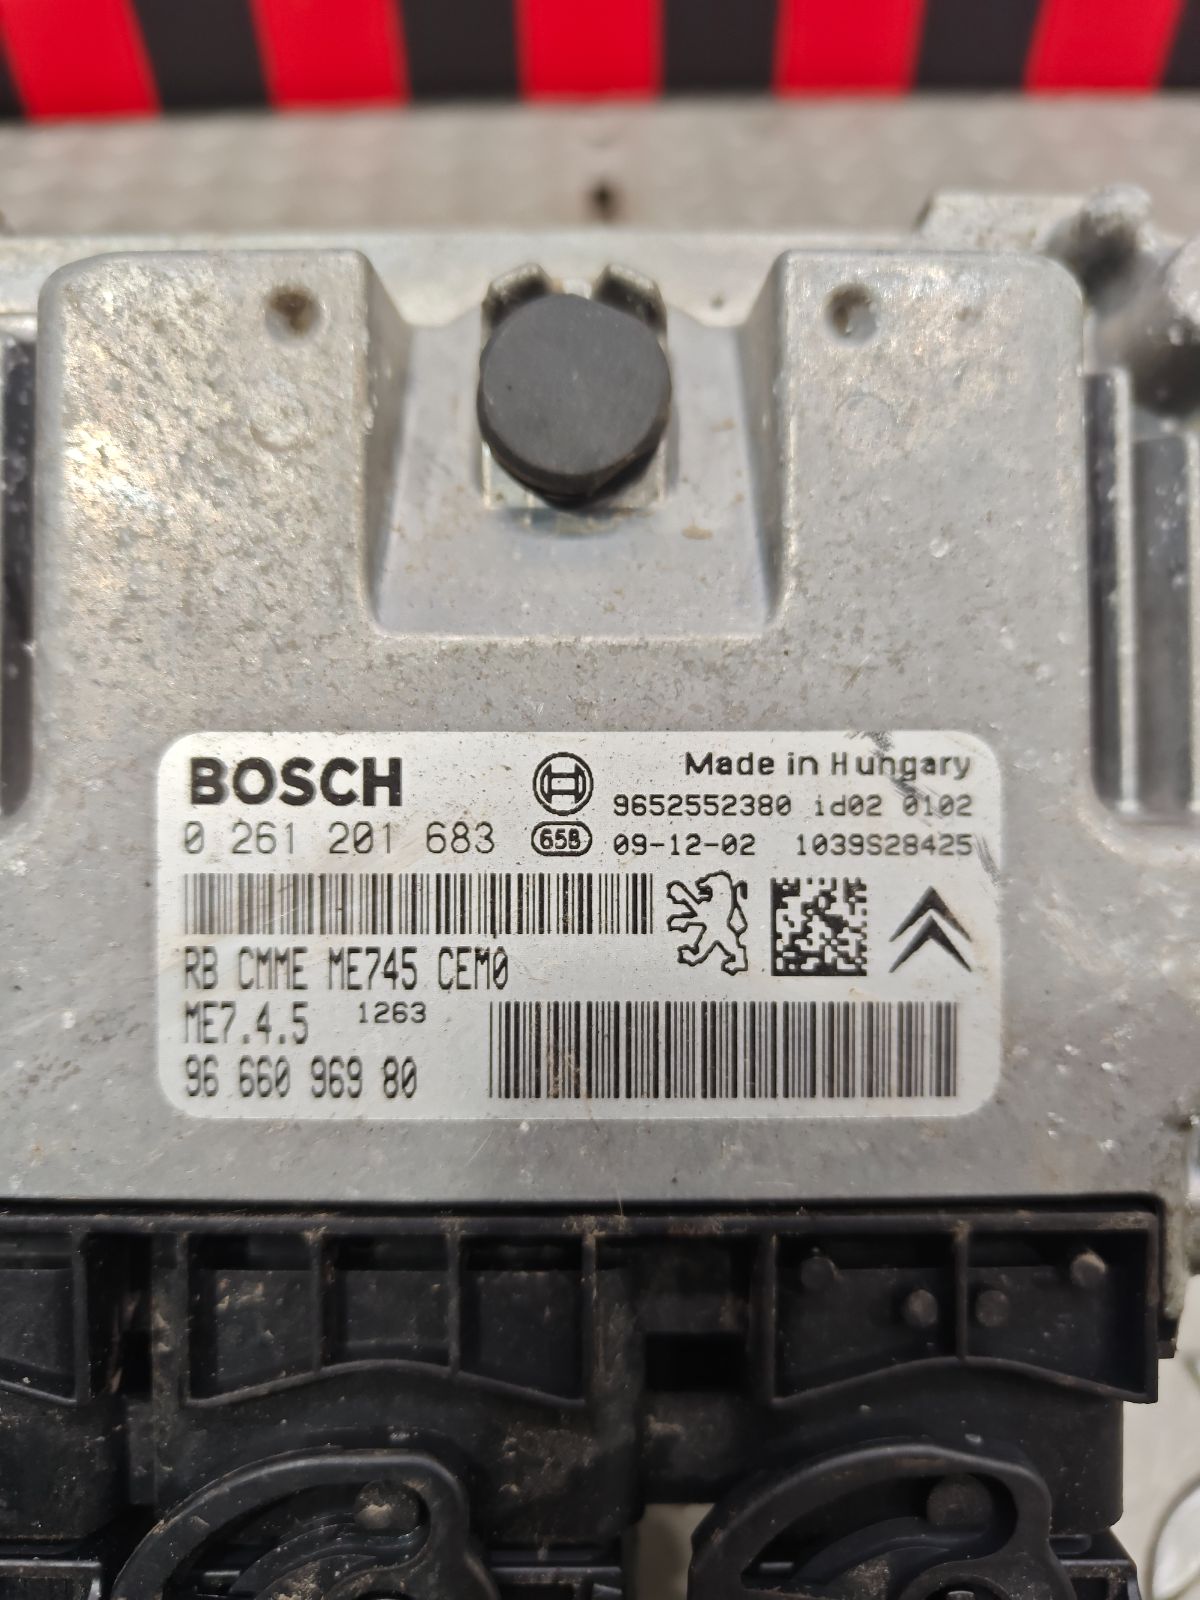 BOSCH
Made in Hungary
9652552380 id02 0102
0 261 201 683
65B
09-12-02 1039S28425
RB CMME ME745 CEM0
ME7.4.5 1263
96 660 969 80